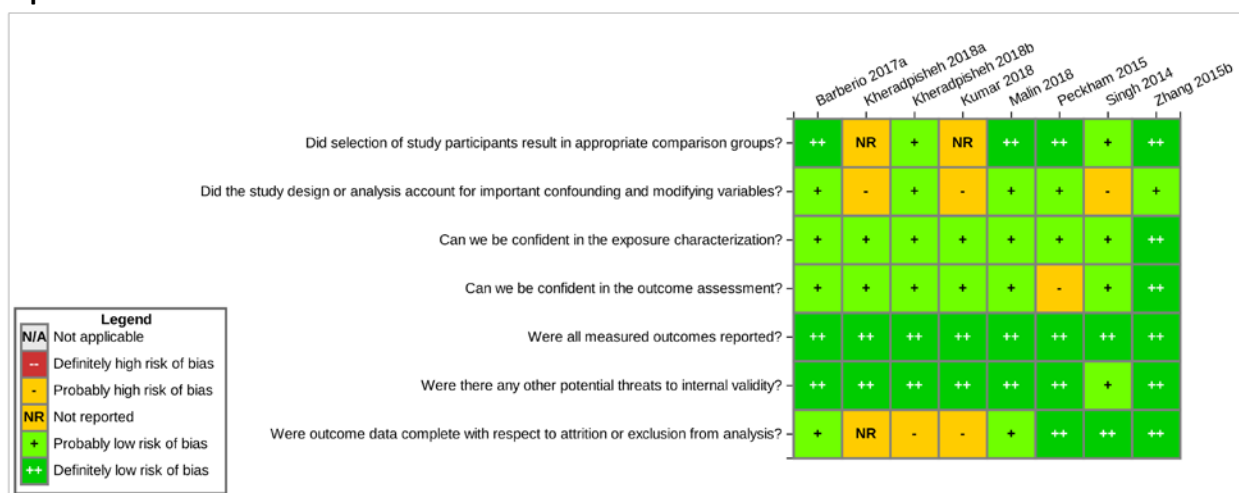 Barberio 2017a
Kheradpisheh 2018a
Kheradpisheh 2018b
Kumar 2018
Malin 2018
Peckham 2015
Singh 2014
Zhang 2015b
Did selection of study participants result in appropriate comparison groups? ++ NR + NR ++ ++ + ++
Did the study design or analysis account for important confounding and modifying variables? + - + - + + - +
Can we be confident in the exposure characterization? + + + + + + + ++
Can we be confident in the outcome assessment? + + + + + - + ++
Were all measured outcomes reported? ++ ++ ++ ++ ++ ++ ++ ++
Were there any other potential threats to internal validity? ++ ++ ++ ++ ++ ++ + ++
Were outcome data complete with respect to attrition or exclusion from analysis? + NR - - + ++ ++ ++
Legend
N/A Not applicable
-- Definitely high risk of bias
- Probably high risk of bias
NR Not reported
+ Probably low risk of bias
++ Definitely low risk of bias